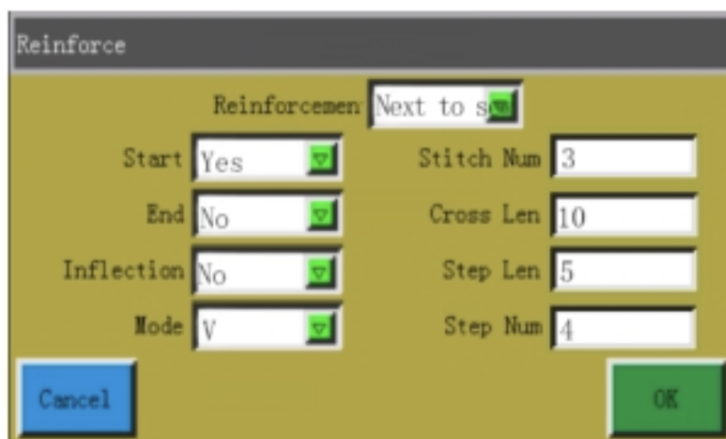 Reinforce
Reinforcemen Next to s
Start Yes Stitch Num 3
End No Cross Len 10
Inflection No Step Len 5
Mode V Step Num 4
Cancel OK